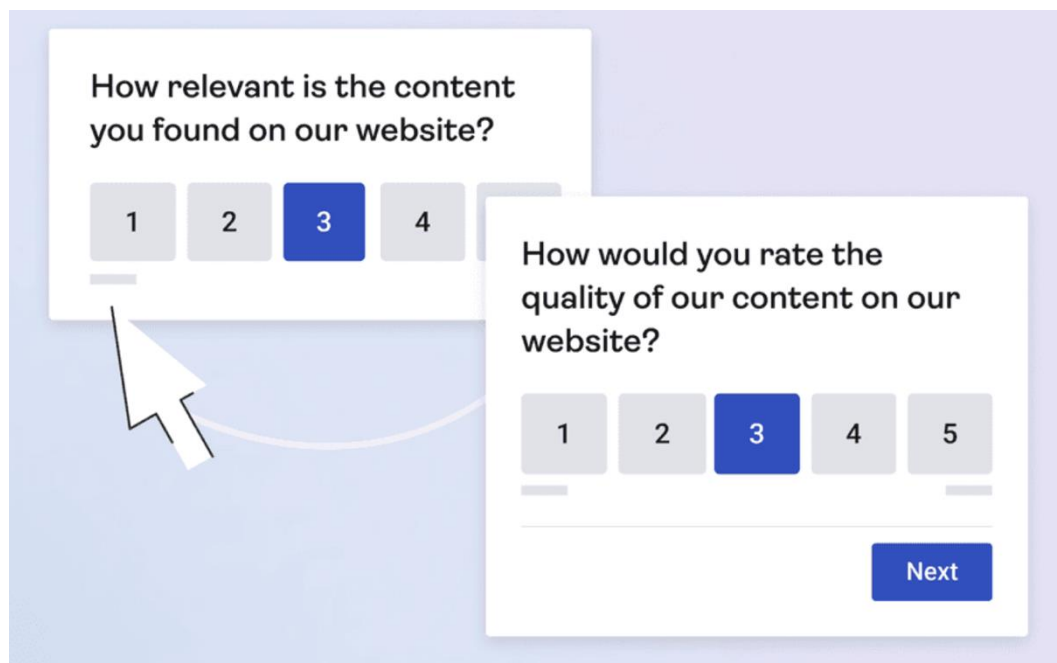 How relevant is the content
you found on our website?
1 2 3 4
How would you rate the
quality of our content on our
website?
1 2 3 4 5
Next